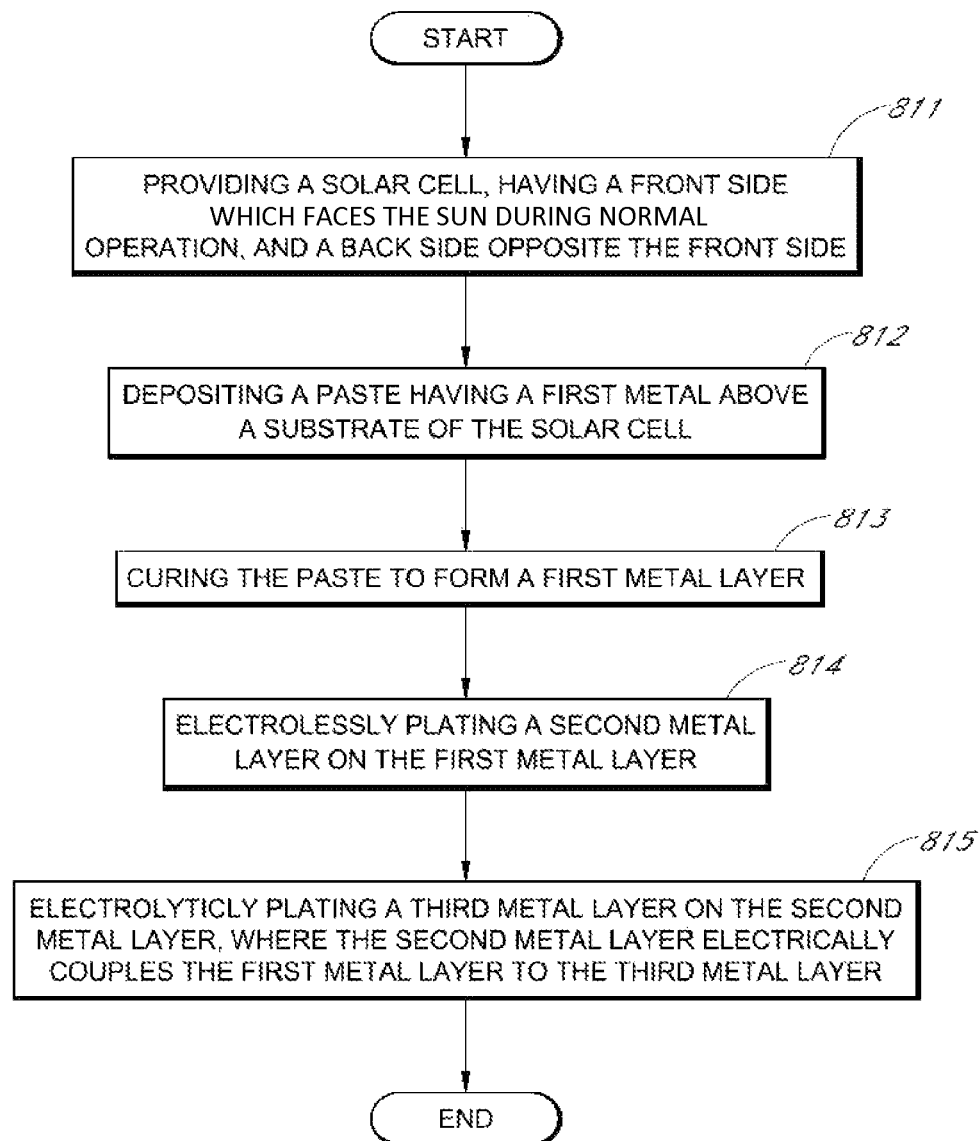 START
811
PROVIDING A SOLAR CELL, HAVING A FRONT SIDE
WHICH FACES THE SUN DURING NORMAL
OPERATION, AND A BACK SIDE OPPOSITE THE FRONT SIDE
812
DEPOSITING A PASTE HAVING A FIRST METAL ABOVE
A SUBSTRATE OF THE SOLAR CELL
813
CURING THE PASTE TO FORM A FIRST METAL LAYER
814
ELECTROLESSLY PLATING A SECOND METAL
LAYER ON THE FIRST METAL LAYER
815
ELECTROLYTICLY PLATING A THIRD METAL LAYER ON THE SECOND
METAL LAYER, WHERE THE SECOND METAL LAYER ELECTRICALLY
COUPLES THE FIRST METAL LAYER TO THE THIRD METAL LAYER
END